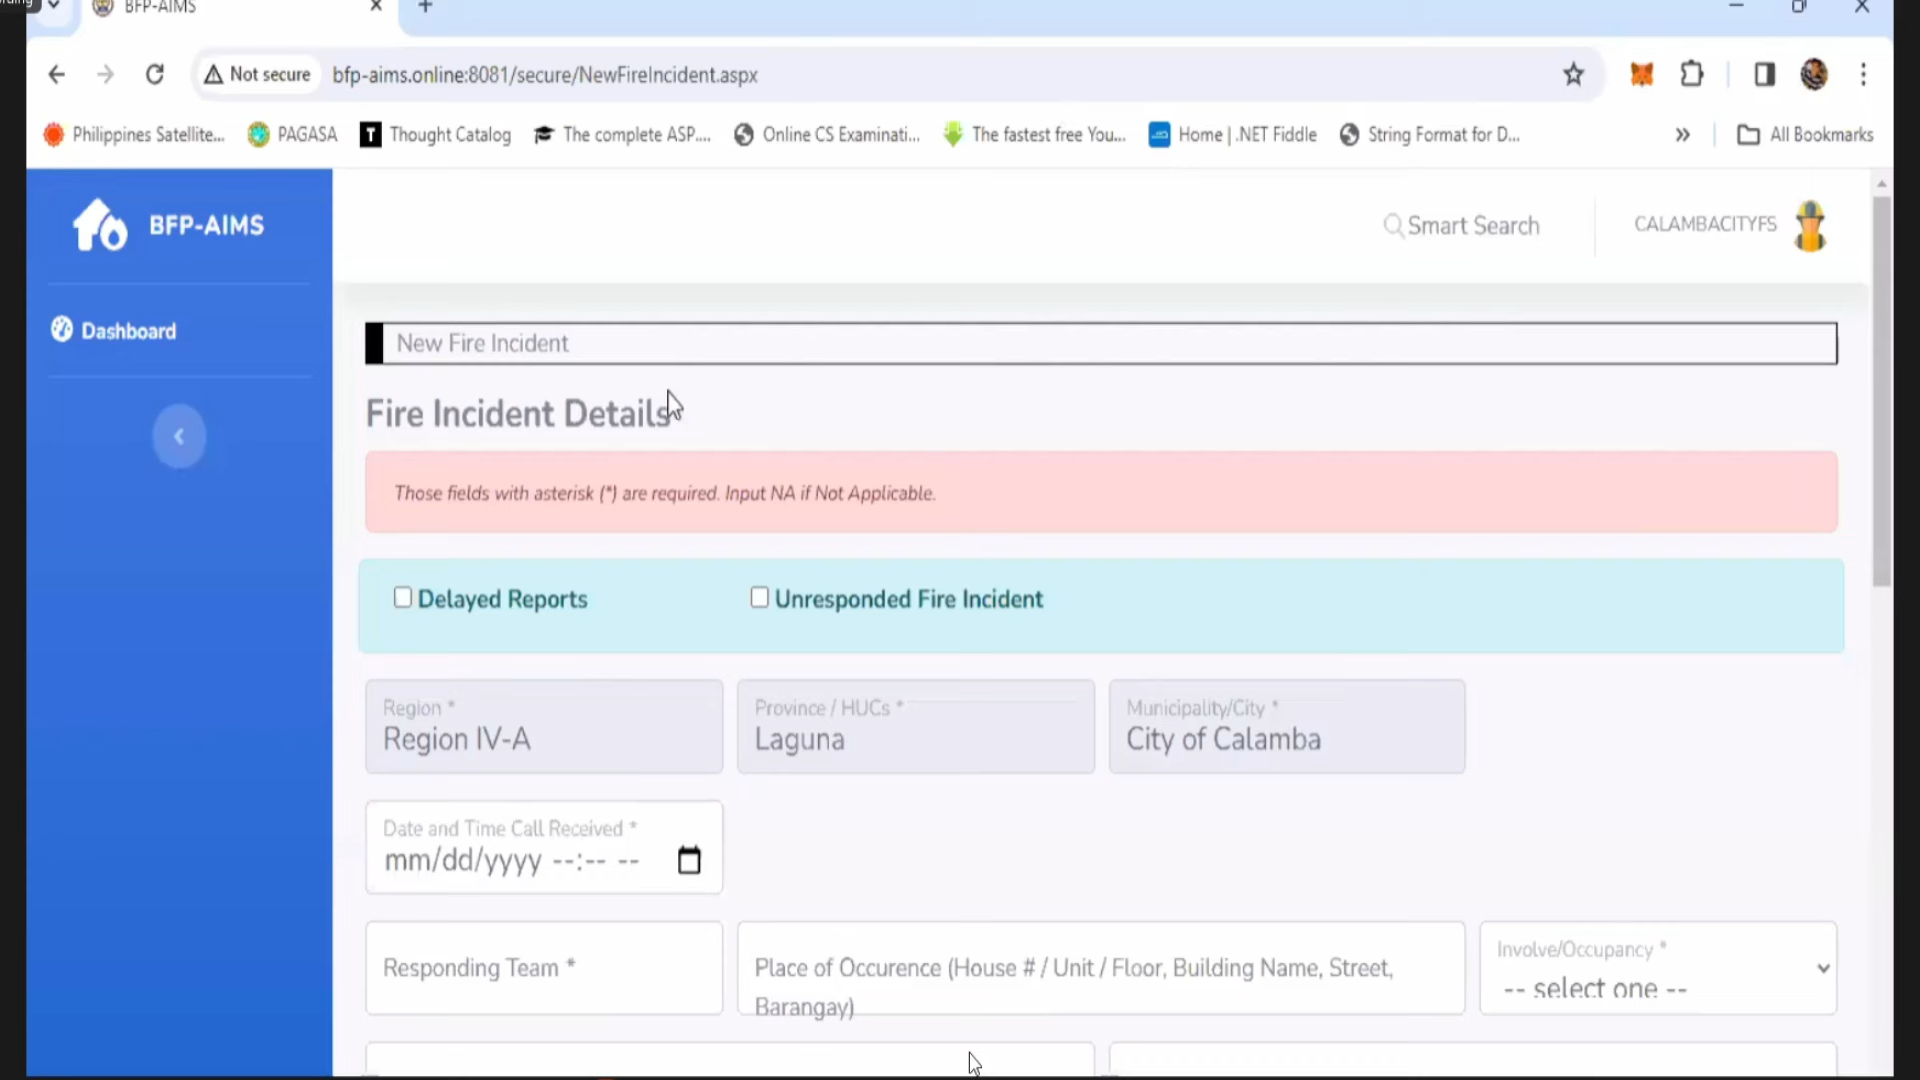 BFP-AIMS
Not secure
bfp-aims.online:8081/secure/NewFireIncident.aspx
Philippines Satellite...
PAGASA
Thought Catalog
The complete ASP....
Online CS Examinati...
The fastest free You...
Home | .NET Fiddle
String Format for D...
All Bookmarks
BFP-AIMS
Smart Search
CALAMBACITYFS
Dashboard
New Fire Incident
Fire Incident Details
Those fields with asterisk (*) are required. Input NA if Not Applicable.
Delayed Reports
Unresponded Fire Incident
Region *
Region IV-A
Province / HUCs *
Laguna
Municipality/City *
City of Calamba
Date and Time Call Received *
mm/dd/yyyy --:-- --
Responding Team *
Place of Occurence (House # / Unit / Floor, Building Name, Street,
Barangay)
Involve/Occupancy *
-- select one --